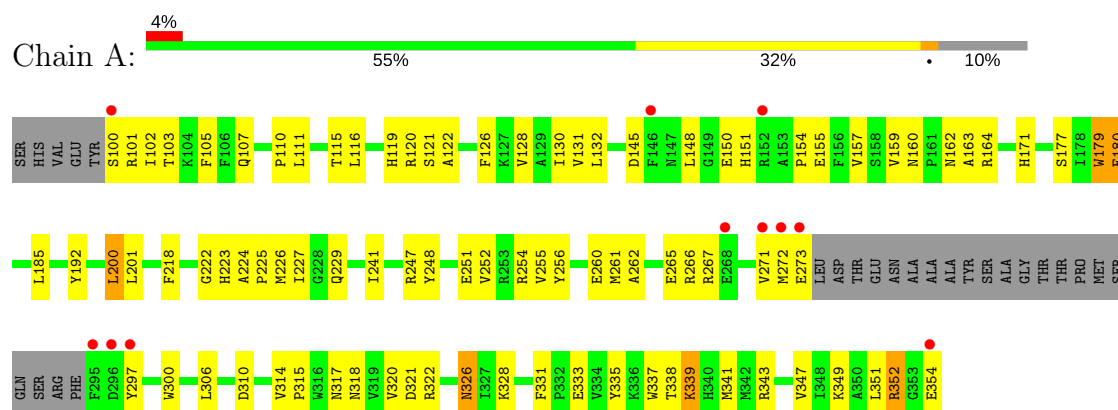 4%
Chain A:
55% 32% • 10%
SER HIS VAL GLU TYR S100 R101 I102 T103 K104 F105 F106 Q107 P110 L111 T115 L116 H119 R120 S121 A122 F126 K127 V128 A129 I130 V131 L132 D145 F146 N147 L148 G149 E150 H151 R152 A153 P154 E155 F156 V157 S158 V159 N160 P161 N162 A163 R164 H171 S177 I178 W179
L185 Y192 L200 L201 F218 G222 H223 A224 P225 M226 I227 G228 Q229 I241 R247 Y248 E251 V252 R253 R254 V255 Y256 E260 M261 A262 E265 R266 R267 E268 V271 M272 E273 LEU ASP THR GLU ASN ALA ALA ALA TYR SER ALA GLY THR THR PRO MET SER
GLN SER ARG PHE F295 D296 Y297 W300 L306 D310 V314 P315 W316 N317 N318 V319 V320 D321 R322 N326 I327 K328 F331 P332 E333 V334 Y335 K336 W337 T338 K339 H340 M341 M342 R343 V347 I348 K349 A350 L351 R352 G353 E354